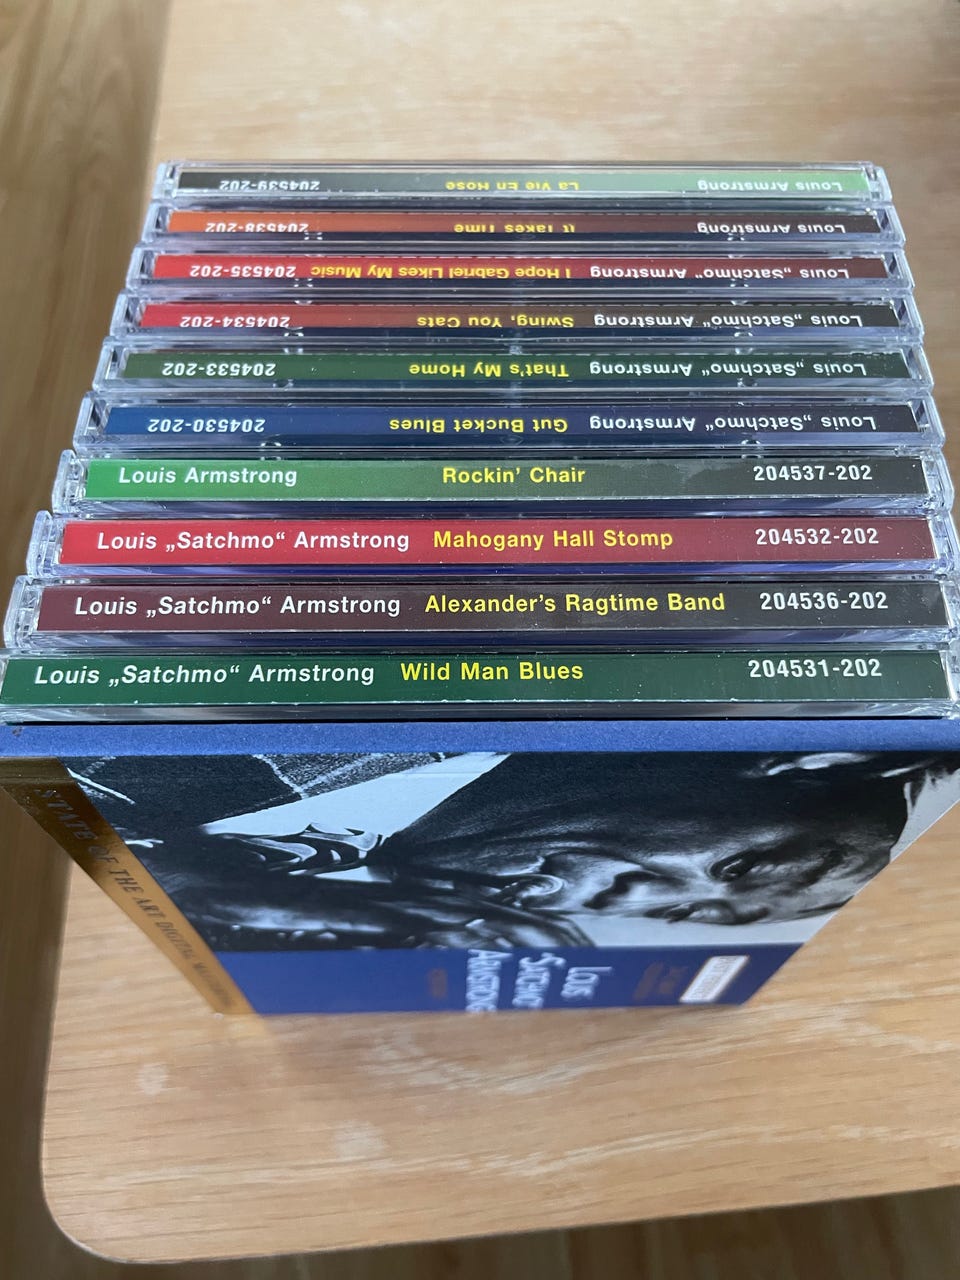 Louis Armstrong La Vie En Rose 204539-202
Louis Armstrong It Takes Time 204538-202
Louis „Satchmo“ Armstrong I Hope Gabriel Likes My Music 204535-202
Louis „Satchmo“ Armstrong Swing, You Cats 204534-202
Louis „Satchmo“ Armstrong That's My Home 204533-202
Louis „Satchmo“ Armstrong Gut Bucket Blues 204530-202
Louis Armstrong Rockin’ Chair 204537-202
Louis „Satchmo“ Armstrong Mahogany Hall Stomp 204532-202
Louis „Satchmo“ Armstrong Alexander’s Ragtime Band 204536-202
Louis „Satchmo“ Armstrong Wild Man Blues 204531-202
STATE OF THE ART DIGITAL
LOUIS
SATCHMO
ARMSTRONG